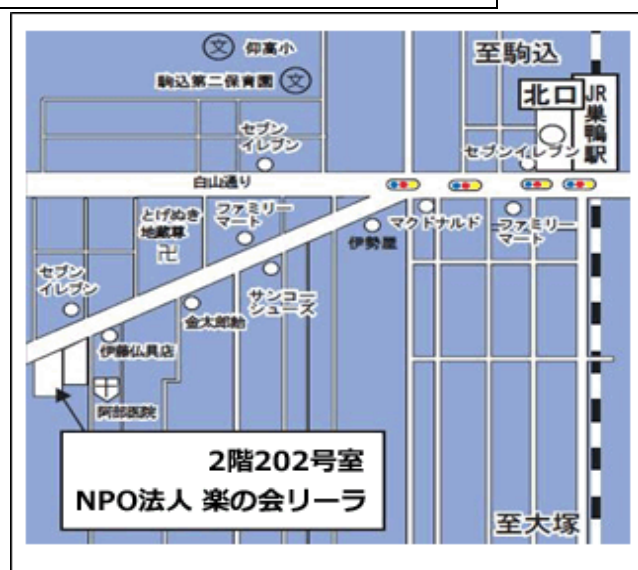 文
仰高小
至駒込
駒込第二保育園
文
北口
JR
巣鴨駅
セブン
イレブン
セブンイレブン
白山通り
とげぬき
地蔵尊
卍
ファミリー
マート
マクドナルド
ファミリー
マート
伊勢屋
セブン
イレブン
サンコー
シューズ
金太郎飴
伊藤仏具店
阿部医院
2階202号室
NPO法人 楽の会リーラ
至大塚